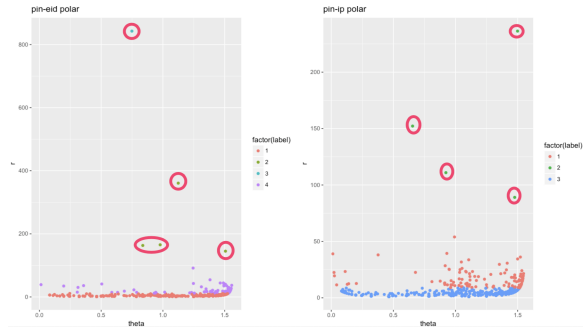 pin-eid polar
800
600
400
200
0
r
0.0 0.5 1.0 1.5
theta
factor(label)
1
2
3
4
pin-ip polar
200
150
100
50
0
r
0.0 0.5 1.0 1.5
theta
factor(label)
1
2
3